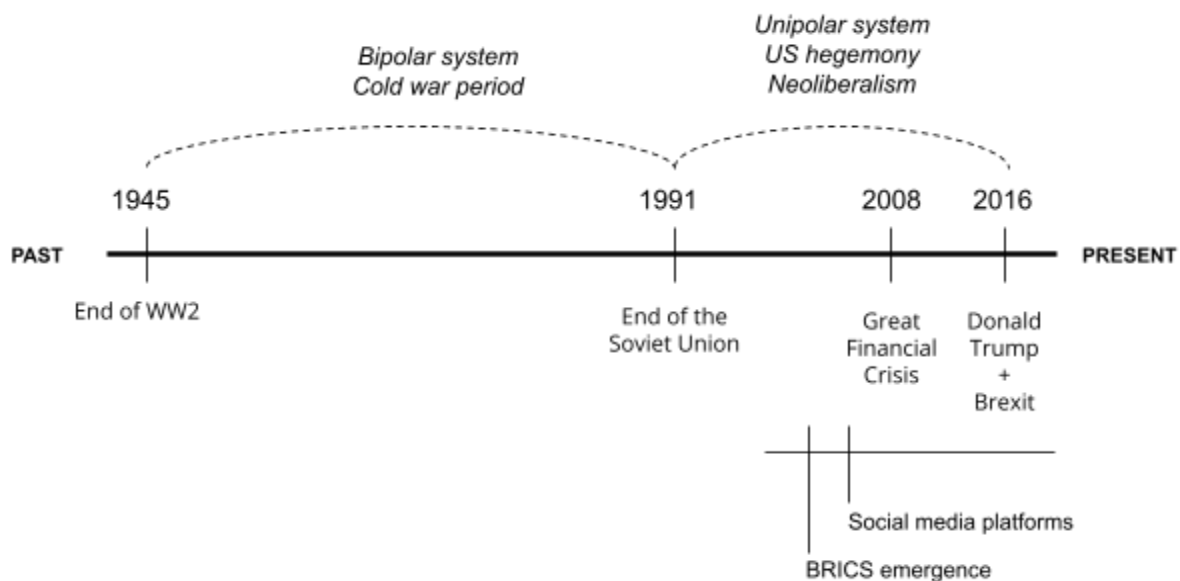 Bipolar system
Cold war period
Unipolar system
US hegemony
Neoliberalism
1945
1991
2008
2016
PAST
PRESENT
End of WW2
End of the
Soviet Union
Great
Financial
Crisis
Donald
Trump
+
Brexit
Social media platforms
BRICS emergence